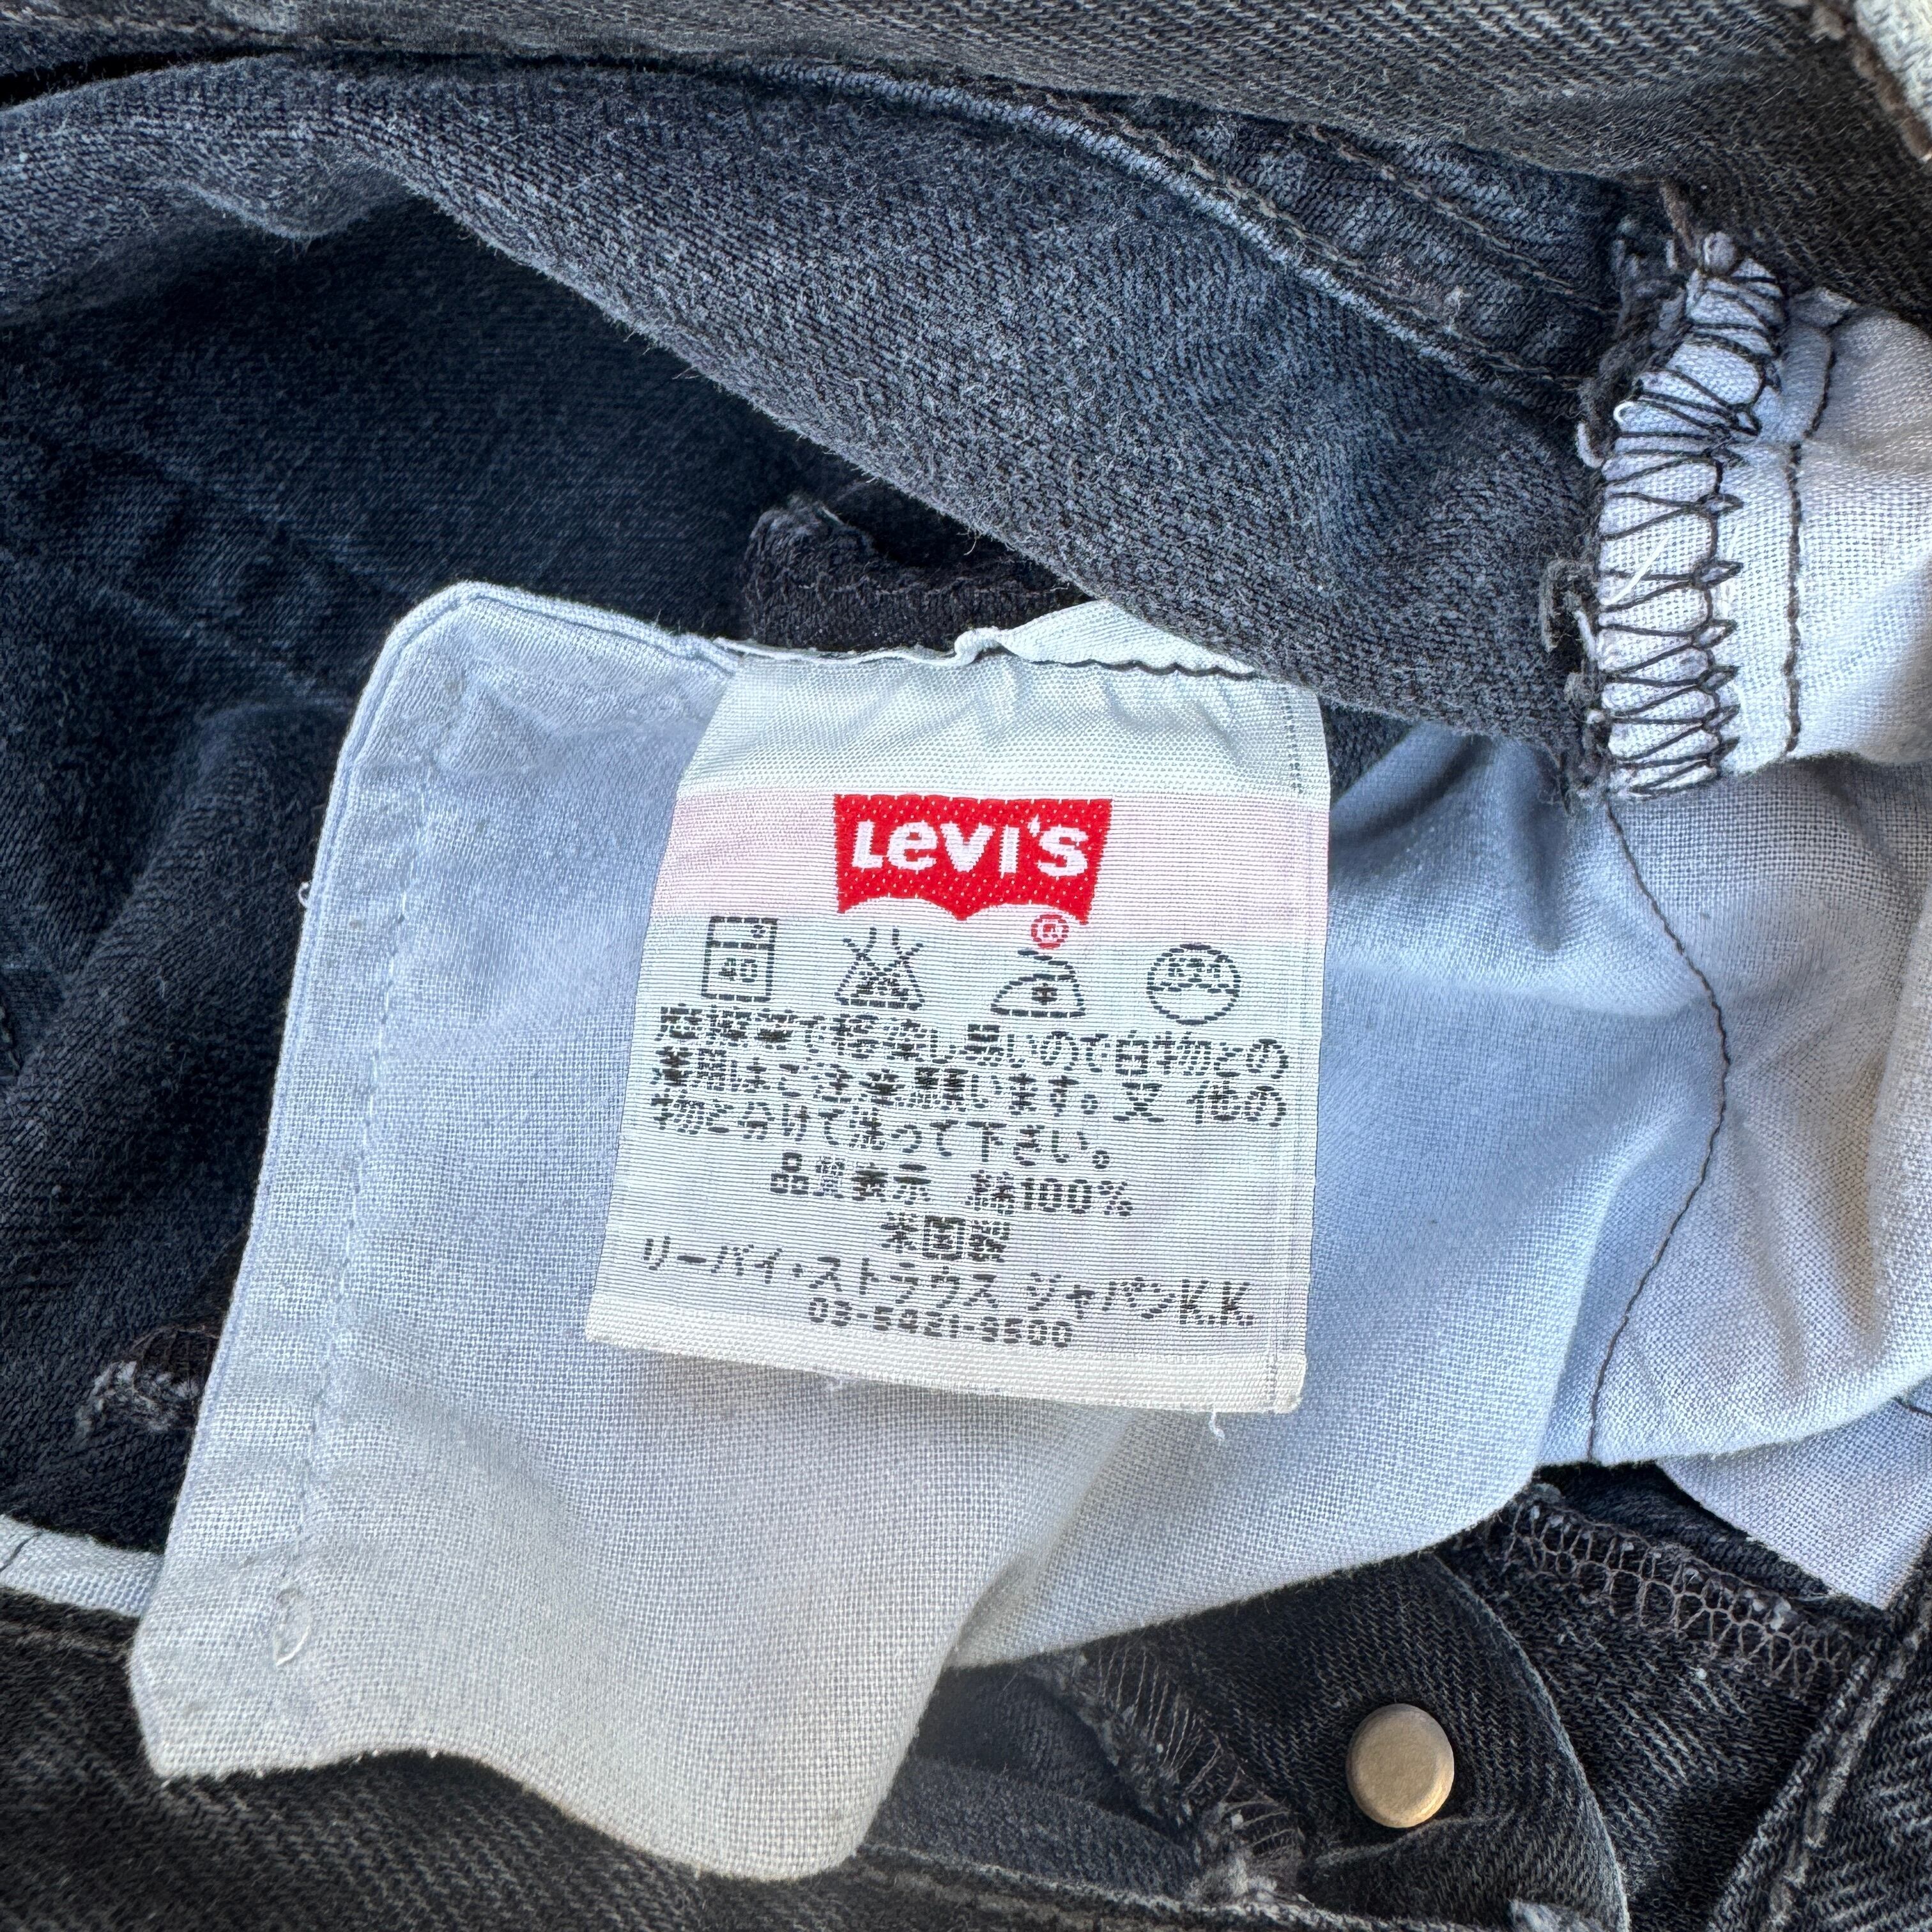 Levi's
®
40
感摩擦で移染し易いので白物との
着用はご注意願います。又 他の
物と分けて洗って下さい。
品質表示 綿100%
米国製
リーバイ・ストラウス ジャパンK.K.
03-5421-9500